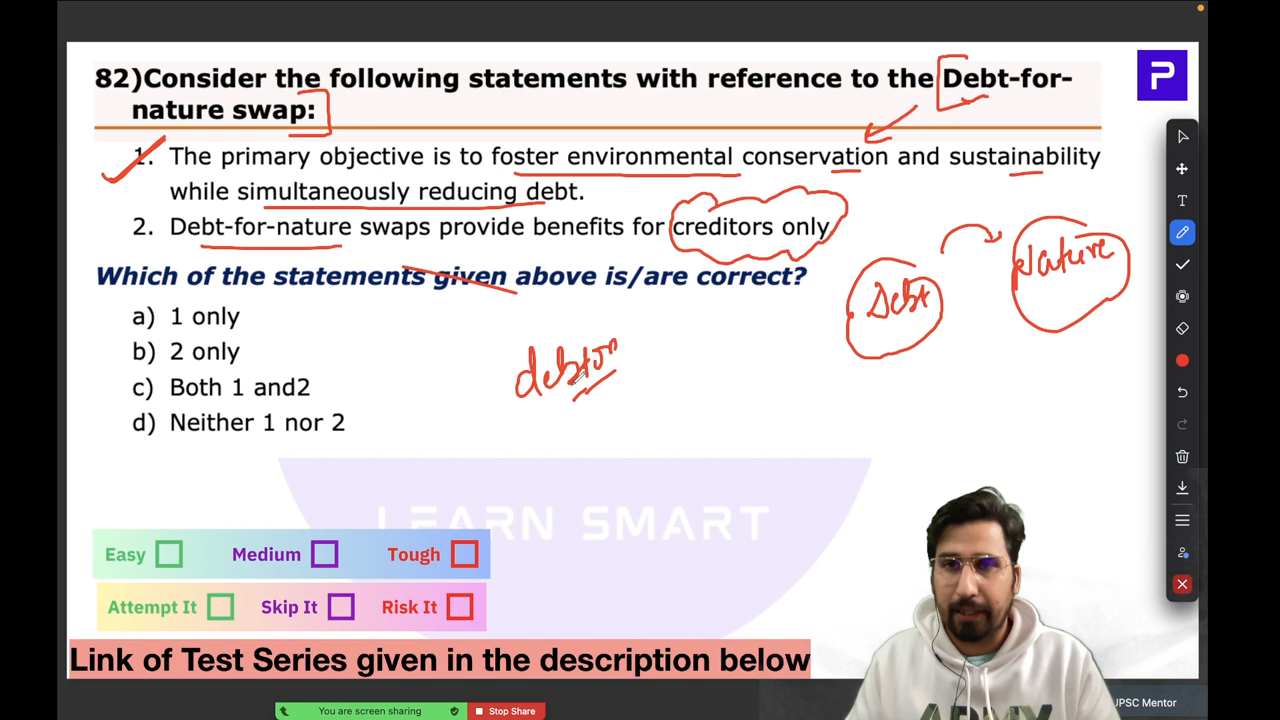 82)Consider the following statements with reference to the Debt-for-
nature swap:
1. The primary objective is to foster environmental conservation and sustainability
while simultaneously reducing debt.
2. Debt-for-nature swaps provide benefits for creditors only
Which of the statements given above is/are correct?
Debt
Nature
a) 1 only
b) 2 only
c) Both 1 and2
d) Neither 1 nor 2
debtor
LEARN SMART
Easy Medium Tough
Attempt It Skip It Risk It
Link of Test Series given in the description below
ARMY
UPSC Mentor
You are screen sharing Stop Share